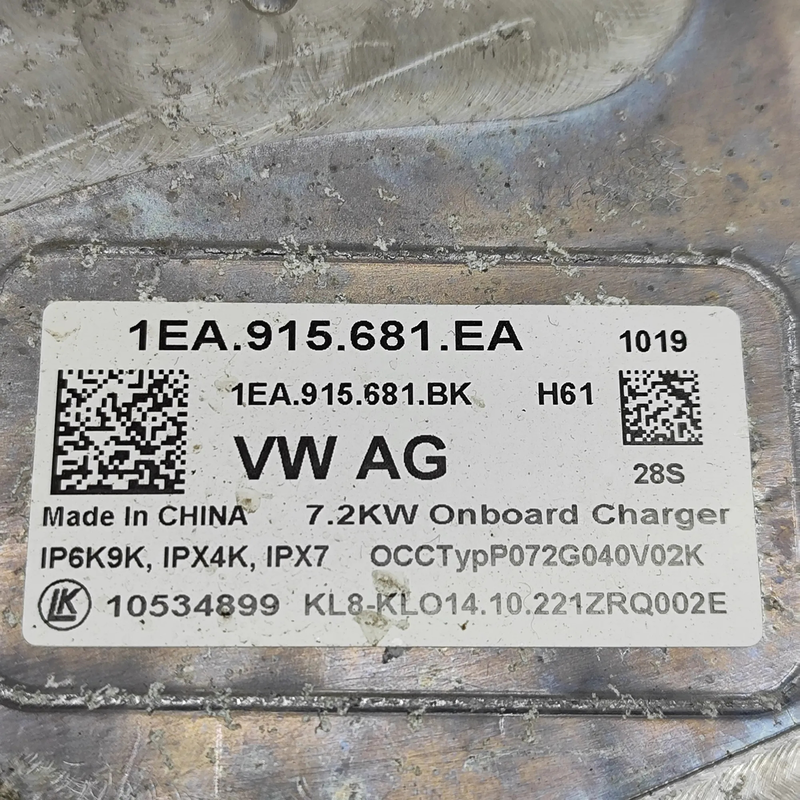 1EA.915.681.EA 1019
1EA.915.681.BK H61
VW AG
28S
Made In CHINA 7.2KW Onboard Charger
IP6K9K, IPX4K, IPX7 OCCTypP072G040V02K
LK 10534899 KL8-KLO14.10.221ZRQ002E